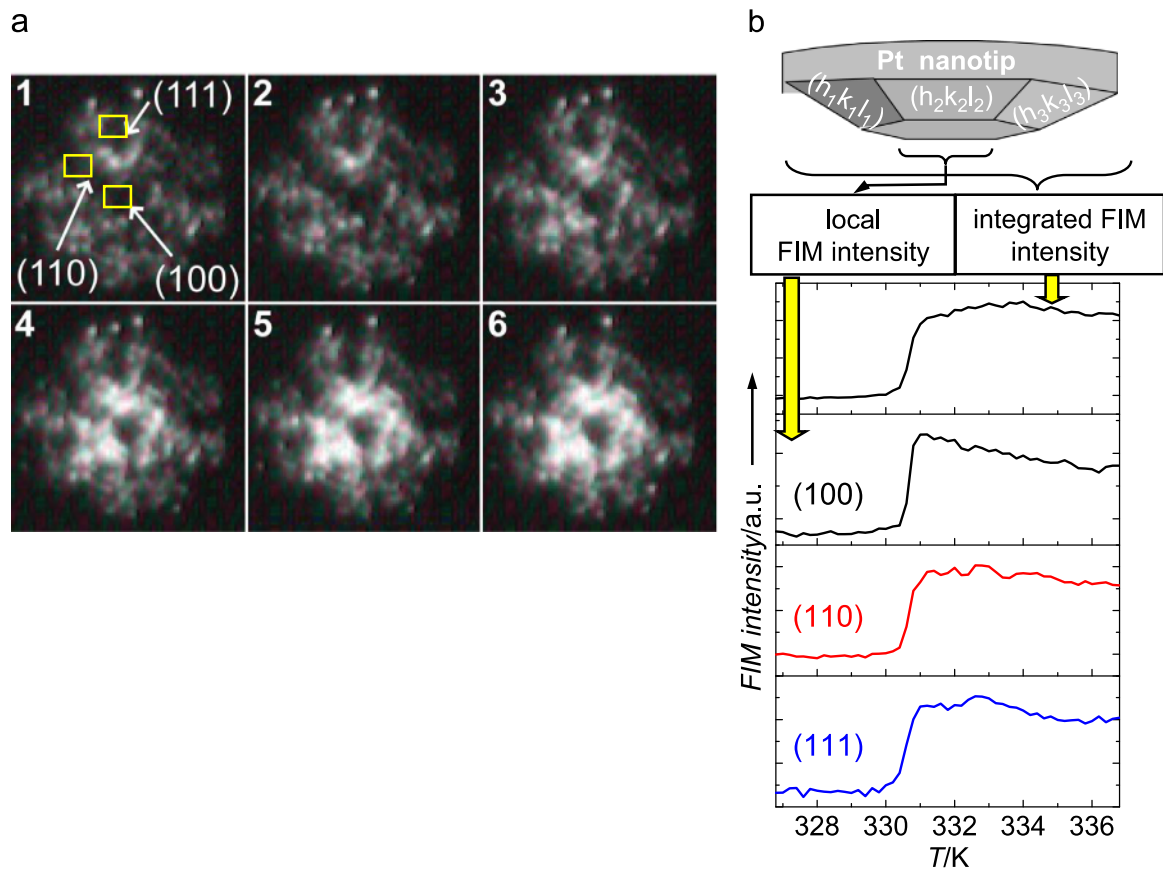 a
1
(111)
(110)
(100)
2
3
4
5
6
b
Pt nanotip
(h₁k₁l₁)
(h₂k₂l₂)
(h₃k₃l₃)
local
FIM intensity
integrated FIM
intensity
FIM intensity/a.u.
(100)
(110)
(111)
328 330 332 334 336
T/K